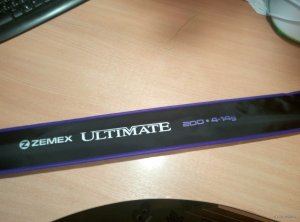 ZEMEX ULTIMATE 200 • 4-14g